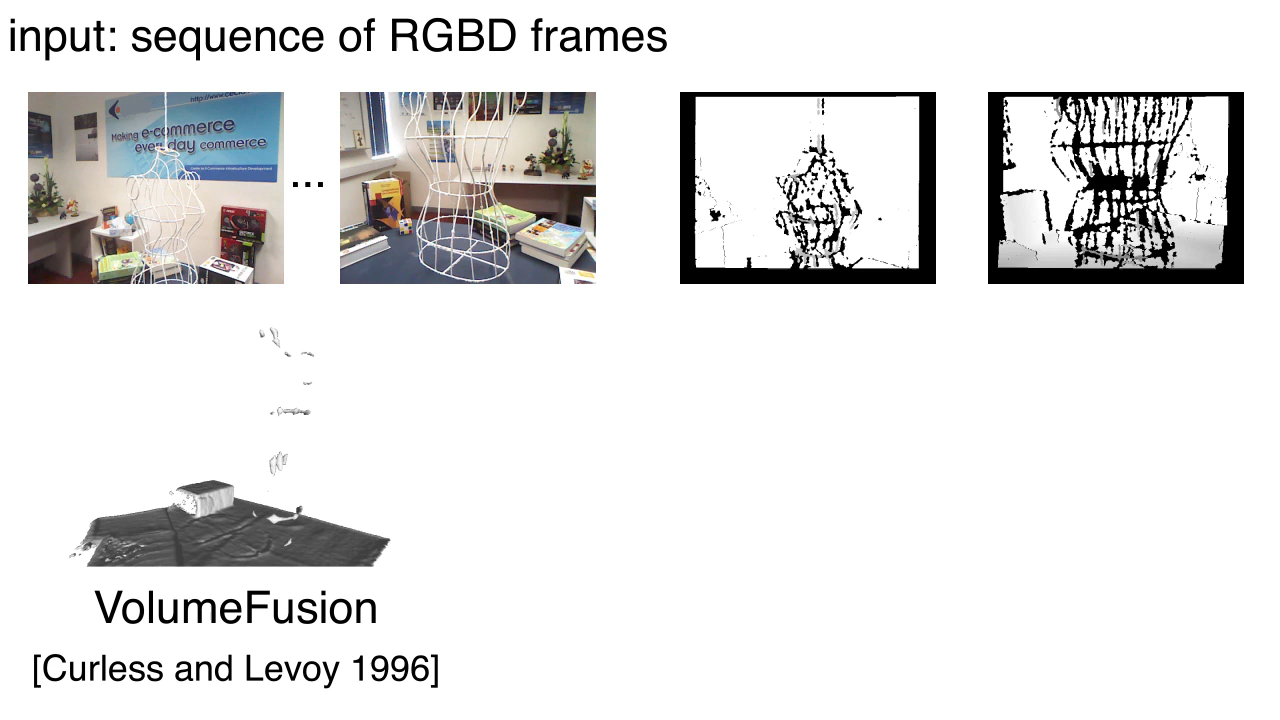 input: sequence of RGBD frames
Making e-commerce
everyday commerce
...
VolumeFusion
[Curless and Levoy 1996]